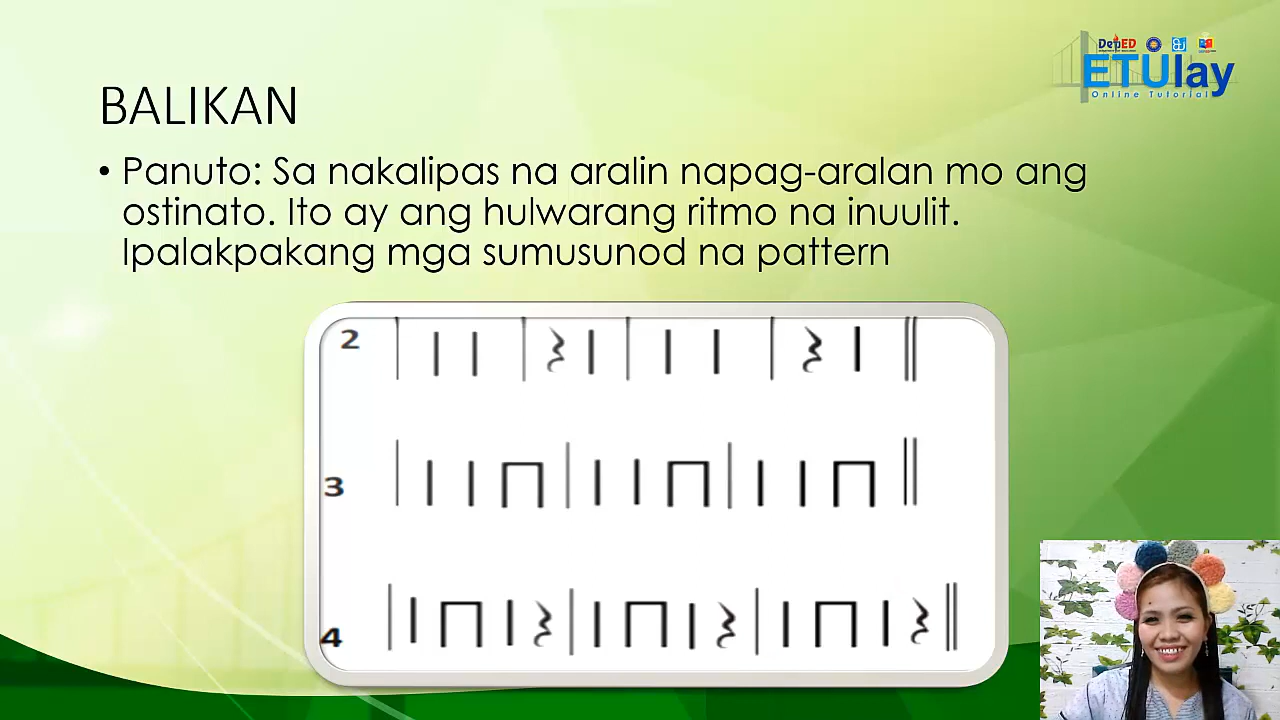 DepED
ETUlay
Online Tutorial
BALIKAN
• Panuto: Sa nakalipas na aralin napag-aralan mo ang
ostinato. Ito ay ang hulwarang ritmo na inuulit.
Ipalakpakang mga sumusunod na pattern
2
3
4